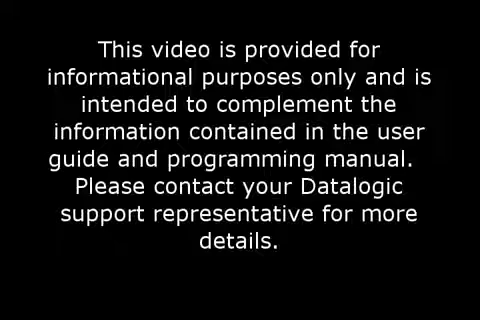 This video is provided for
informational purposes only and is
intended to complement the
information contained in the user
guide and programming manual.
Please contact your Datalogic
support representative for more
details.